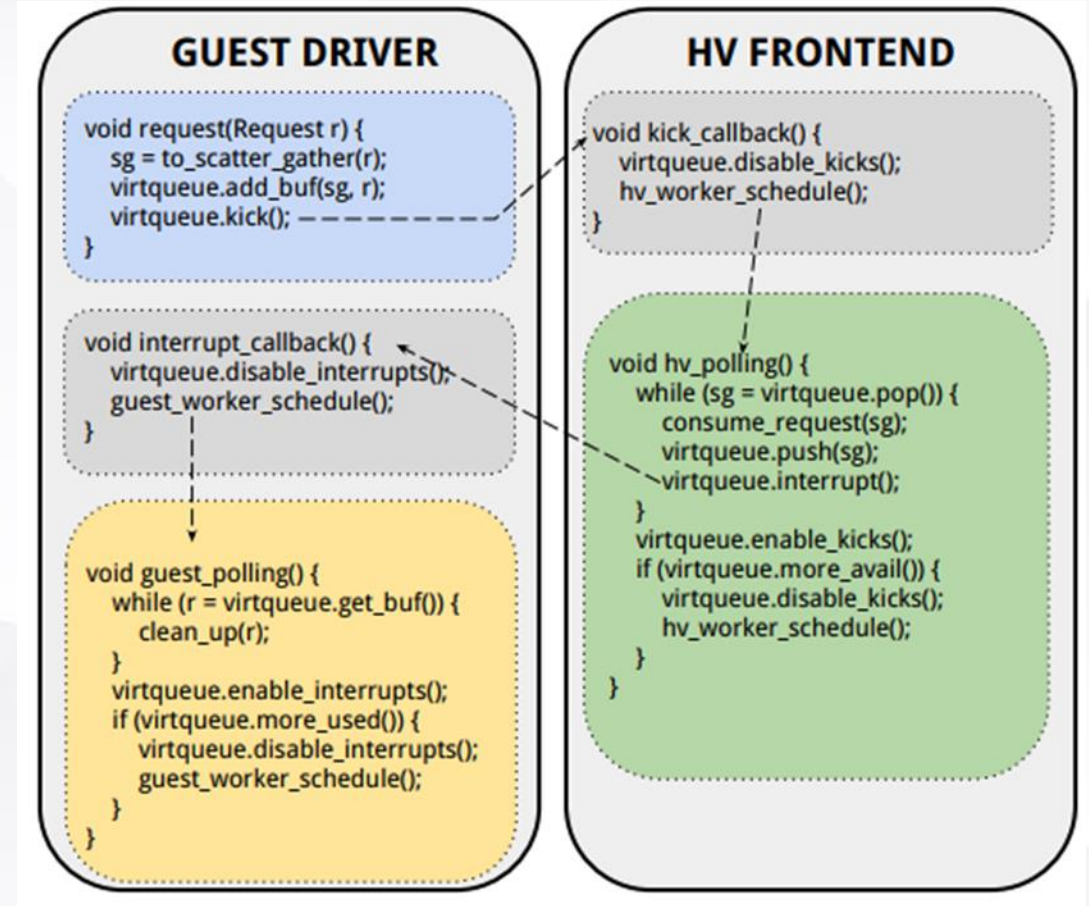 GUEST DRIVER
void request(Request r) {
sg = to_scatter_gather(r);
virtqueue.add_buf(sg, r);
virtqueue.kick();
}
void interrupt_callback() {
virtqueue.disable_interrupts();
guest_worker_schedule();
}
void guest_polling() {
while (r = virtqueue.get_buf()) {
clean_up(r);
}
virtqueue.enable_interrupts();
if (virtqueue.more_used()) {
virtqueue.disable_interrupts();
guest_worker_schedule();
}
}
HV FRONTEND
void kick_callback() {
virtqueue.disable_kicks();
hv_worker_schedule();
}
void hv_polling() {
while (sg = virtqueue.pop()) {
consume_request(sg);
virtqueue.push(sg);
virtqueue.interrupt();
}
virtqueue.enable_kicks();
if (virtqueue.more_avail()) {
virtqueue.disable_kicks();
hv_worker_schedule();
}
}